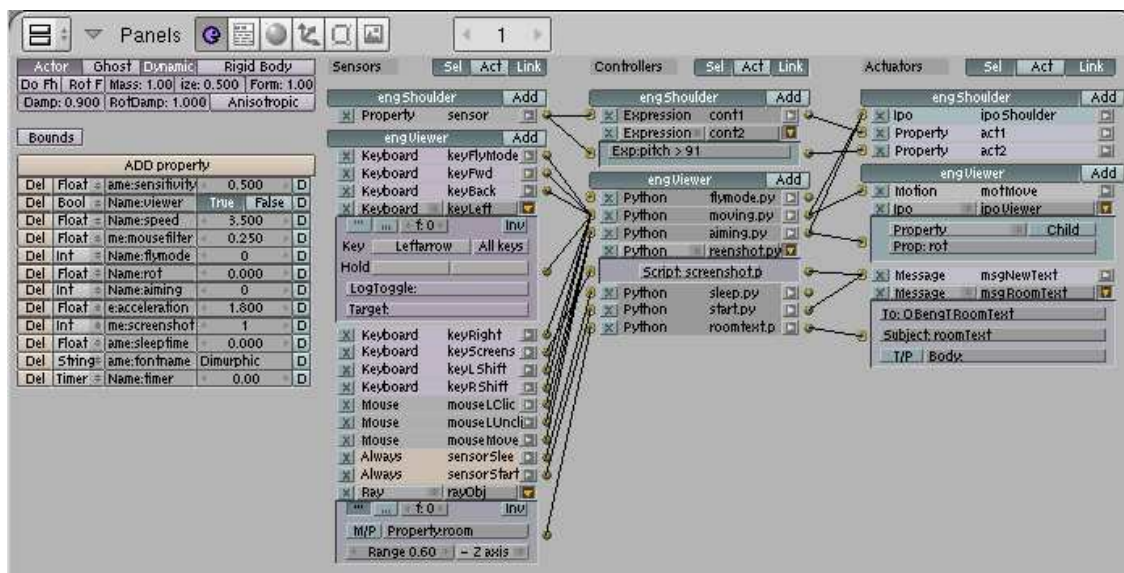 Panels
1
Actor Ghost Dynamic Rigid Body
Do Fh Rot F Mass: 1.00 ize: 0.500 Form: 1.00
Damp: 0.900 RotDamp: 1.000 Anisotropic
Bounds
ADD property
Del Float ame:sensitivity 0.500 D
Del Bool Name:viewer True False D
Del Float Name:speed 3.500 D
Del Float me:mousefilter 0.250 D
Del Int Name:flymode 0 D
Del Float Name:rot 0.000 D
Del Int Name:aiming 0 D
Del Float e:acceleration 1.800 D
Del Int me:screenshot 1 D
Del Float ame:sleeptime 0.000 D
Del String ame:fontname Dimurphic D
Del Timer Name:timer 0.00 D
Sensors Sel Act Link
engShoulder Add
X Property sensor
engViewer Add
X Keyboard keyFlyMode
X Keyboard keyFwd
X Keyboard keyBack
X Keyboard keyLeft
''' ... f: 0 Inv
Key Leftarrow All keys
Hold
LogToggle:
Target:
X Keyboard keyRight
X Keyboard keyScreens
X Keyboard keyLShift
X Keyboard keyRShift
X Mouse mouseLClic
X Mouse mouseLUncli
X Mouse mouseMove
X Always sensorSlee
X Always sensorStart
X Ray rayObj
''' ... f: 0 Inv
M/P Property:room
Range 0.60 - Z axis
Controllers Sel Act Link
engShoulder Add
X Expression cont1
X Expression cont2
Exp:pitch > 91
engViewer Add
X Python flymode.py
X Python moving.py
X Python aiming.py
X Python reenshot.py
Script: screenshot.p
X Python sleep.py
X Python start.py
X Python roomtext.p
Actuators Sel Act Link
engShoulder Add
X Ipo ipoShoulder
X Property act1
X Property act2
engViewer Add
X Motion motMove
X Ipo ipoViewer
Property Child
Prop: rot
X Message msgNewText
X Message msgRoomText
To: OBengTRoomText
Subject: roomText
T/P Body: